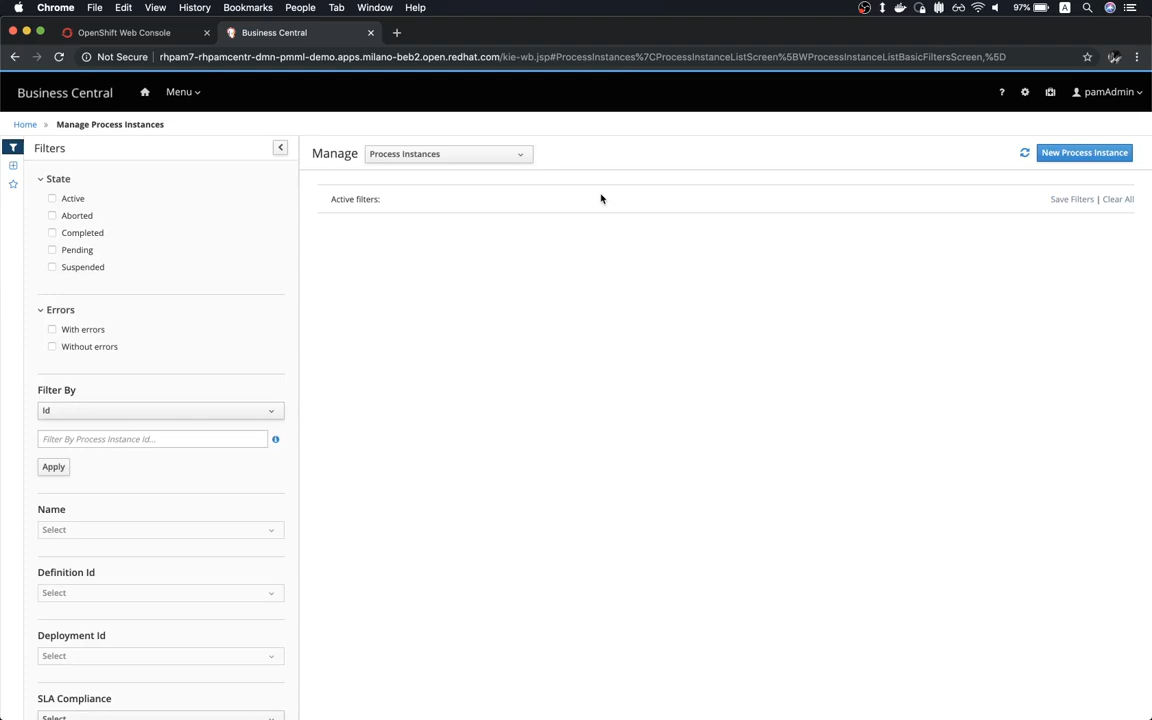 Chrome File Edit View History Bookmarks People Tab Window Help 97% A
OpenShift Web Console Business Central
Not Secure rhpam7-rhpamcentr-dmn-pmml-demo.apps.milano-beb2.open.redhat.com/kie-wb.jsp#ProcessInstances%7CProcessInstanceListScreen%5BWProcessInstanceListBasicFiltersScreen,%5D
Business Central Menu ? pamAdmin
Home » Manage Process Instances
Filters
Manage Process Instances New Process Instance
State
Active filters: Save Filters | Clear All
Active
Aborted
Completed
Pending
Suspended
Errors
With errors
Without errors
Filter By
Id
Filter By Process Instance Id...
Apply
Name
Select
Definition Id
Select
Deployment Id
Select
SLA Compliance
Select